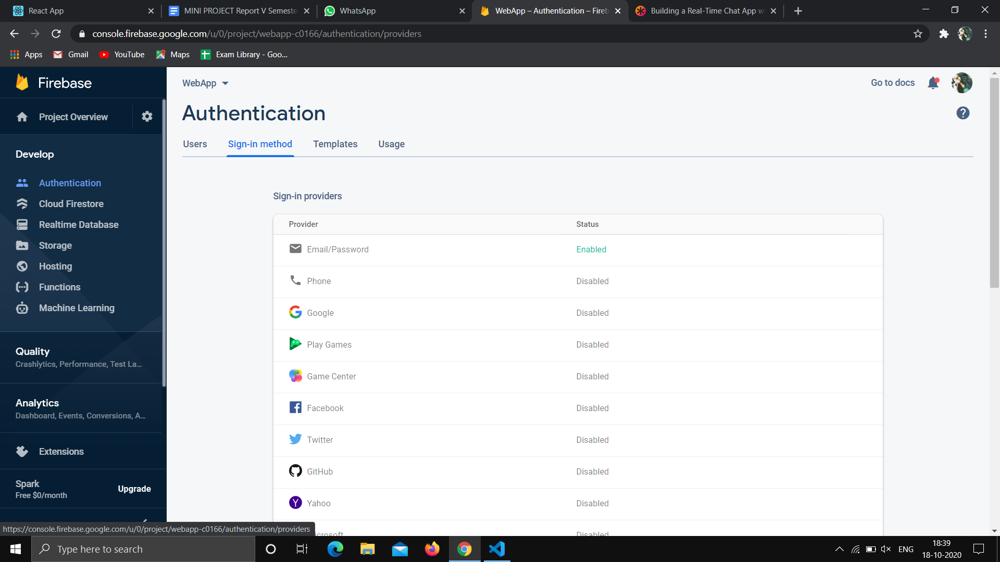 React App
MINI PROJECT Report V Semeste
WhatsApp
WebApp – Authentication – Fireb
Building a Real-Time Chat App w
console.firebase.google.com/u/0/project/webapp-c0166/authentication/providers
Apps
Gmail
YouTube
Maps
Exam Library - Goo...
Firebase
Project Overview
Develop
Authentication
Cloud Firestore
Realtime Database
Storage
Hosting
Functions
Machine Learning
Quality
Crashlytics, Performance, Test La...
Analytics
Dashboard, Events, Conversions, A...
Extensions
Spark
Free $0/month
Upgrade
WebApp
Go to docs
Authentication
Users Sign-in method Templates Usage
Sign-in providers
Provider Status
Email/Password Enabled
Phone Disabled
Google Disabled
Play Games Disabled
Game Center Disabled
Facebook Disabled
Twitter Disabled
GitHub Disabled
Yahoo Disabled
icrosoft Disabled
https://console.firebase.google.com/u/0/project/webapp-c0166/authentication/providers
Type here to search
ENG
18:39
18-10-2020